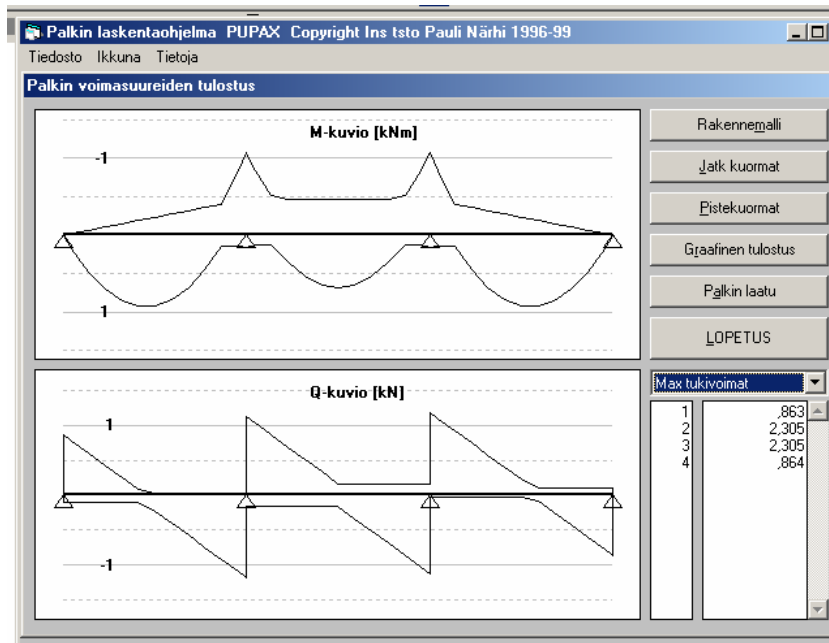 Palkin laskentaohjelma PUPAX Copyright Ins tsto Pauli Närhi 1996-99
Tiedosto Ikkuna Tietoja
Palkin voimasuureiden tulostus
M-kuvio [kNm]
-1
1
Q-kuvio [kN]
1
-1
Rakennemalli
Jatk kuormat
Pistekuormat
Graafinen tulostus
Palkin laatu
LOPETUS
Max tukivoimat
1 ,863
2 2,305
3 2,305
4 ,864